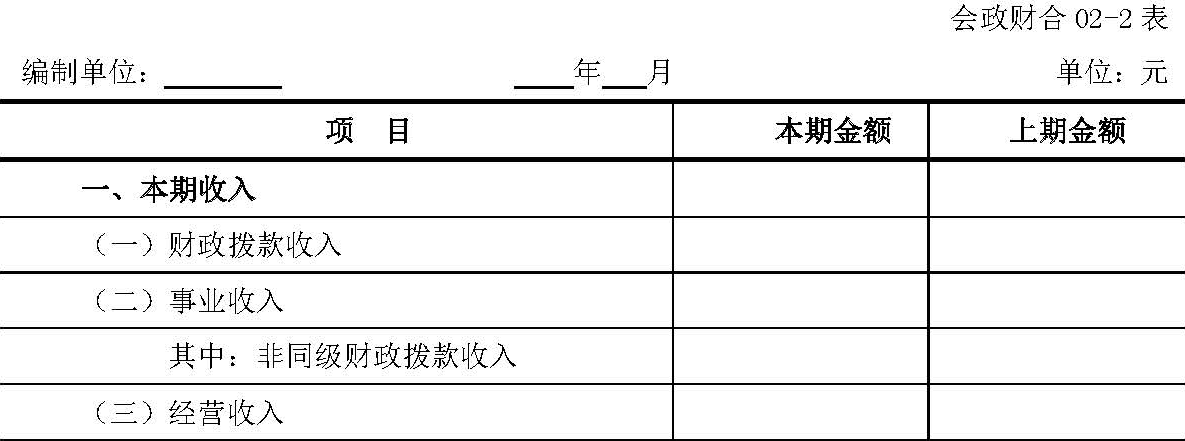 会政财合 02-2 表
编制单位：________ ____年___月 单位：元
项 目 本期金额 上期金额
一、本期收入
（一）财政拨款收入
（二）事业收入
其中：非同级财政拨款收入
（三）经营收入